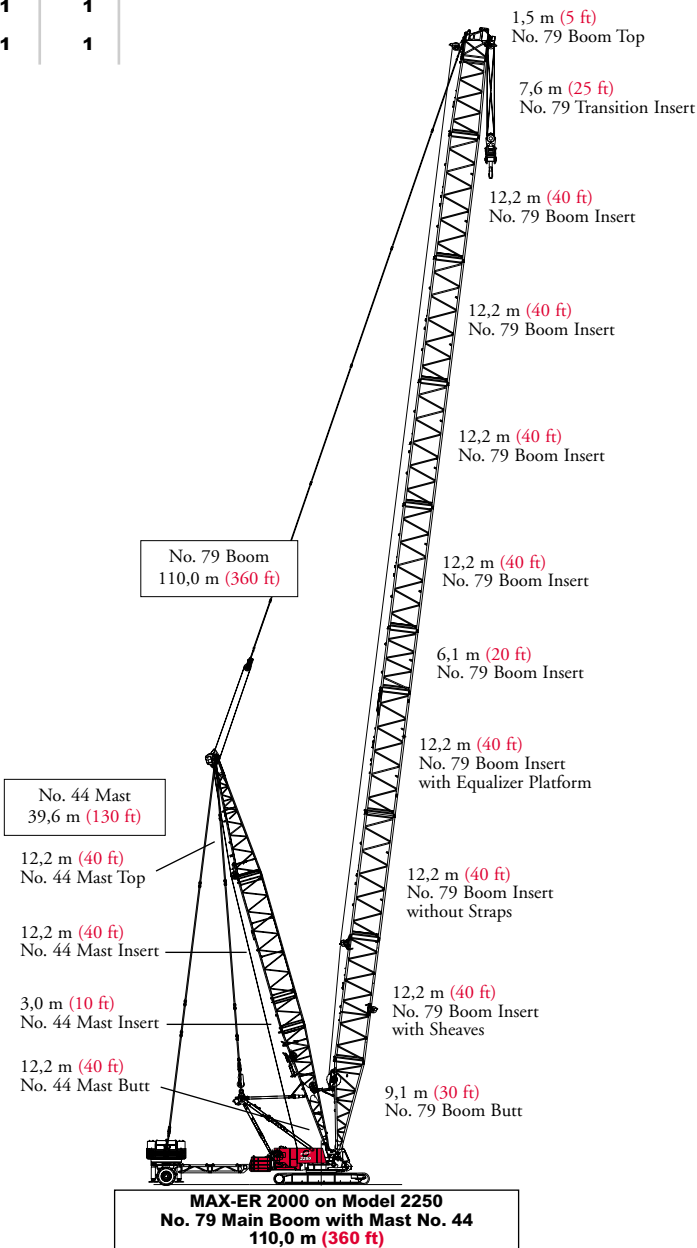 1 1
1 1
1,5 m (5 ft)
No. 79 Boom Top
7,6 m (25 ft)
No. 79 Transition Insert
12,2 m (40 ft)
No. 79 Boom Insert
12,2 m (40 ft)
No. 79 Boom Insert
12,2 m (40 ft)
No. 79 Boom Insert
12,2 m (40 ft)
No. 79 Boom Insert
6,1 m (20 ft)
No. 79 Boom Insert
12,2 m (40 ft)
No. 79 Boom Insert
with Equalizer Platform
12,2 m (40 ft)
No. 79 Boom Insert
without Straps
12,2 m (40 ft)
No. 79 Boom Insert
with Sheaves
9,1 m (30 ft)
No. 79 Boom Butt
No. 79 Boom
110,0 m (360 ft)
No. 44 Mast
39,6 m (130 ft)
12,2 m (40 ft)
No. 44 Mast Top
12,2 m (40 ft)
No. 44 Mast Insert
3,0 m (10 ft)
No. 44 Mast Insert
12,2 m (40 ft)
No. 44 Mast Butt
2250
MAX-ER 2000 on Model 2250
No. 79 Main Boom with Mast No. 44
110,0 m (360 ft)